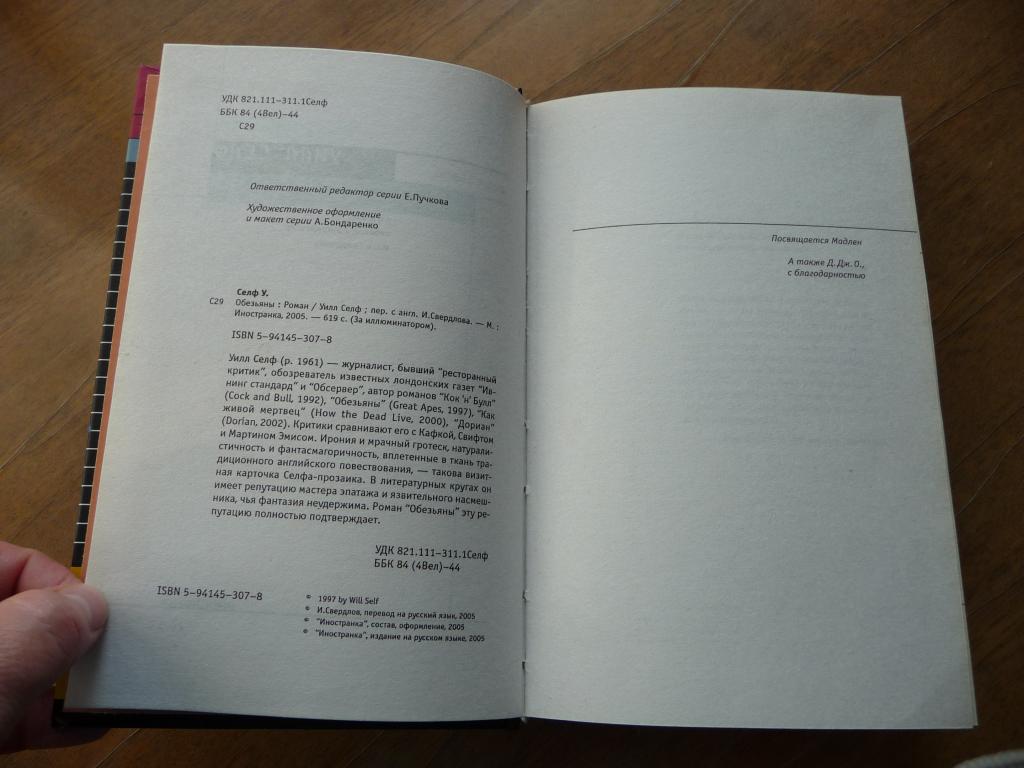 УДК 821.111–311.1Селф
ББК 84 (4Вел)–44
С29
Ответственный редактор серии Е.Пучкова
Художественное оформление
и макет серии А.Бондаренко
Селф У.
С29 Обезьяны : Роман / Уилл Селф ; пер. с англ. И.Свердлова. — М. :
Иностранка, 2005. — 619 с. (За иллюминатором).
ISBN 5–94145–307–8
Уилл Селф (р. 1961) — журналист, бывший "ресторанный
критик", обозреватель известных лондонских газет "Ив-
нинг стандард" и "Обсервер", автор романов "Кок 'н' Булл"
(Cock and Bull, 1992), "Обезьяны" (Great Apes, 1997), "Как
живой мертвец" (How the Dead Live, 2000), "Дориан"
(Dorian, 2002). Критики сравнивают его с Кафкой, Свифтом
и Мартином Эмисом. Ирония и мрачный гротеск, натурали-
стичность и фантасмагоричность, вплетенные в ткань тра-
диционного английского повествования, — такова визит-
ная карточка Селфа-прозаика. В литературных кругах он
имеет репутацию мастера эпатажа и язвительного насмеш-
ника, чья фантазия неудержима. Роман "Обезьяны" эту ре-
путацию полностью подтверждает.
УДК 821.111–311.1Селф
ББК 84 (4Вел)–44
ISBN 5–94145–307–8
© 1997 by Will Self
© И.Свердлов, перевод на русский язык, 2005
© "Иностранка", состав, оформление, 2005
© "Иностранка", издание на русском языке, 2005
Посвящается Мадлен
А также Д. Дж. О.,
с благодарностью